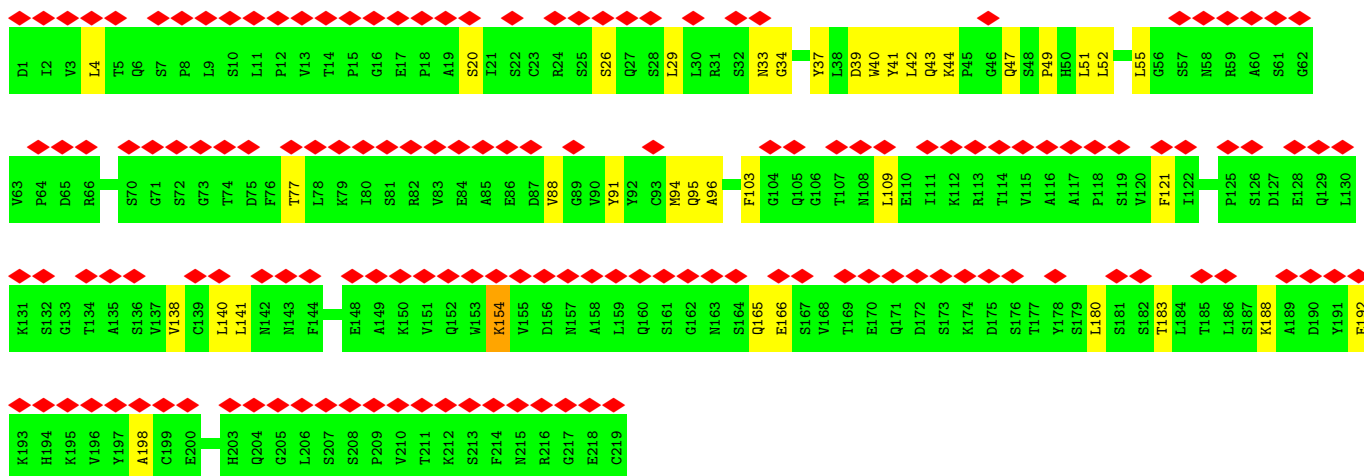 D1 I2 V3 L4 T5 Q6 S7 P8 L9 S10 L11 P12 V13 T14 P15 G16 E17 P18 A19 S20 I21 S22 C23 R24 S25 S26 Q27 S28 L29 L30 R31 S32 N33 G34 Y37 L38 D39 W40 Y41 L42 Q43 K44 P45 G46 Q47 S48 P49 H50 L51 L52 L55 G56 S57 N58 R59 A60 S61 G62
V63 P64 D65 R66 S70 G71 S72 G73 T74 D75 F76 T77 L78 K79 I80 S81 R82 V83 E84 A85 E86 D87 V88 G89 V90 Y91 Y92 C93 M94 Q95 A96 F103 G104 Q105 G106 T107 N108 L109 E110 I111 K112 R113 T114 V115 A116 A117 P118 S119 V120 F121 I122 P125 S126 D127 E128 Q129 L130
K131 S132 G133 T134 A135 S136 V137 V138 C139 L140 L141 N142 N143 F144 E148 A149 K150 V151 Q152 W153 K154 V155 D156 N157 A158 L159 Q160 S161 G162 N163 S164 Q165 E166 S167 V168 T169 E170 Q171 D172 S173 K174 D175 S176 T177 Y178 S179 L180 S181 S182 T183 L184 T185 L186 S187 K188 A189 D190 Y191 E192
K193 H194 K195 V196 Y197 A198 C199 E200 H203 Q204 G205 L206 S207 S208 P209 V210 T211 K212 S213 F214 N215 R216 G217 E218 C219